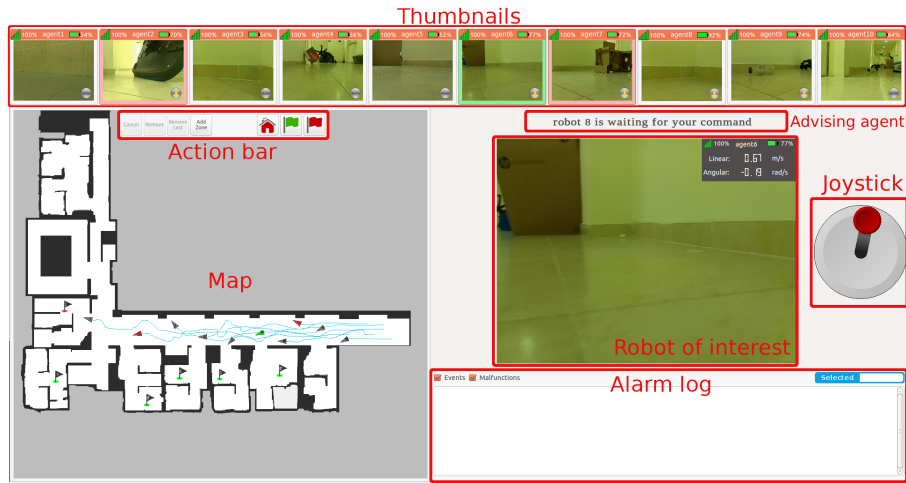 Thumbnails
100% agent1 64%
100% agent2 70%
100% agent3 56%
100% agent4 56%
100% agent5 52%
100% agent6 77%
100% agent7 72%
100% agent8 92%
100% agent9 74%
100% agent10 64%
Cancel
Remove
Remove Last
Add Zone
Action bar
robot 8 is waiting for your command
Advising agent
100% agent6 77%
Linear: 0.67 m/s
Angular: -0.19 rad/s
Joystick
Map
Robot of interest
Events
Malfunctions
Selected
Alarm log